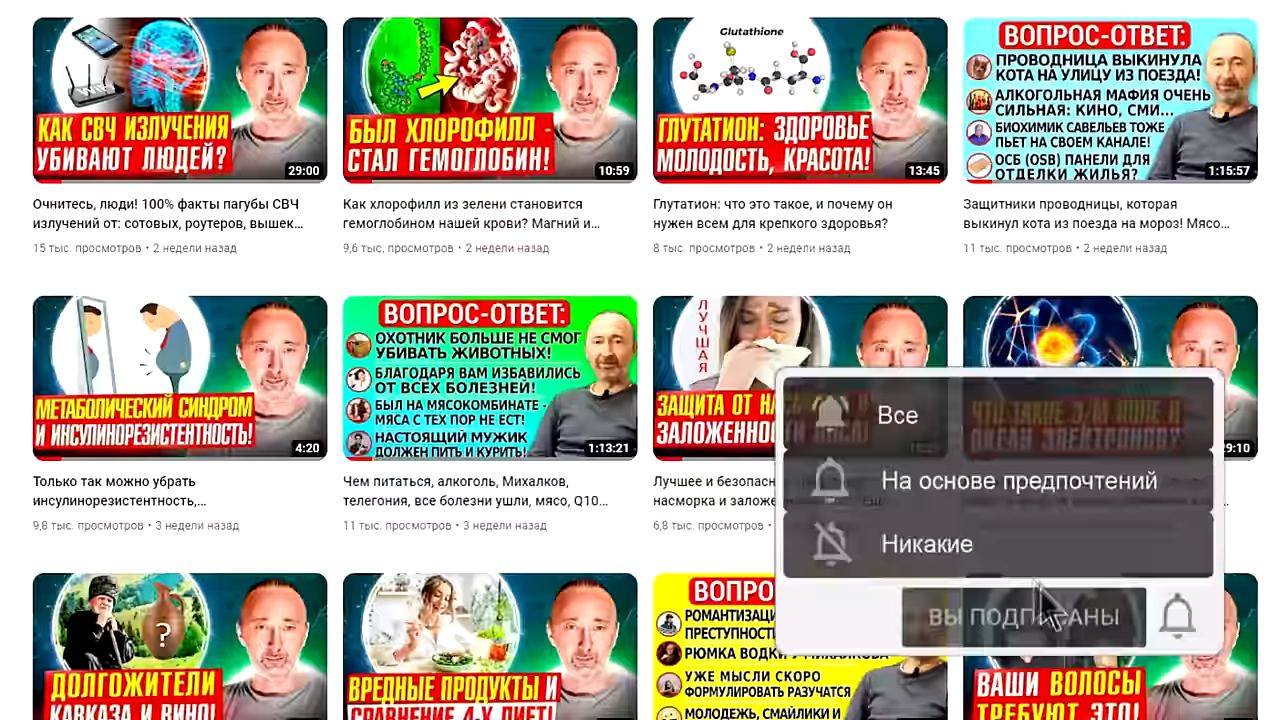 КАК СВЧ ИЗЛУЧЕНИЯ
УБИВАЮТ ЛЮДЕЙ?
29:00
Очнитесь, люди! 100% факты пагубы СВЧ
излучений от: сотовых, роутеров, вышек...
15 тыс. просмотров • 2 недели назад
БЫЛ ХЛОРОФИЛЛ -
СТАЛ ГЕМОГЛОБИН!
10:59
Как хлорофилл из зелени становится
гемоглобином нашей крови? Магний и...
9,6 тыс. просмотров • 2 недели назад
Glutathione
ГЛУТАТИОН: ЗДОРОВЬЕ
МОЛОДОСТЬ, КРАСОТА!
13:45
Глутатион: что это такое, и почему он
нужен всем для крепкого здоровья?
8 тыс. просмотров • 2 недели назад
ВОПРОС-ОТВЕТ:
ПРОВОДНИЦА ВЫКИНУЛА
КОТА НА УЛИЦУ ИЗ ПОЕЗДА!
АЛКОГОЛЬНАЯ МАФИЯ ОЧЕНЬ
СИЛЬНАЯ: КИНО, СМИ...
БИОХИМИК САВЕЛЬЕВ ТОЖЕ
ПЬЕТ НА СВОЕМ КАНАЛЕ!
ОСБ (OSB) ПАНЕЛИ ДЛЯ
ОТДЕЛКИ ЖИЛЬЯ?
1:15:57
Защитники проводницы, которая
выкинул кота из поезда на мороз! Мясо...
11 тыс. просмотров • 2 недели назад
МЕТАБОЛИЧЕСКИЙ СИНДРОМ
И ИНСУЛИНОРЕЗИСТЕНТНОСТЬ!
4:20
Только так можно убрать
инсулинорезистентность,...
9,8 тыс. просмотров • 3 недели назад
ВОПРОС-ОТВЕТ:
ОХОТНИК БОЛЬШЕ НЕ СМОГ
УБИВАТЬ ЖИВОТНЫХ!
БЛАГОДАРЯ ВАМ ИЗБАВИЛИСЬ
ОТ ВСЕХ БОЛЕЗНЕЙ!
БЫЛ НА МЯСОКОМБИНАТЕ -
МЯСА С ТЕХ ПОР НЕ ЕСТ!
НАСТОЯЩИЙ МУЖИК
ДОЛЖЕН ПИТЬ И КУРИТЬ!
1:13:21
Чем питаться, алкоголь, Михалков,
телегония, все болезни ушли, мясо, Q10...
11 тыс. просмотров • 3 недели назад
ЛУЧШАЯ
ЗАЩИТА ОТ
Лучшее и
насморка и
6,8 тыс. просмотров •
Все
На основе предпочтений
Никакие
ВЫ ПОДПИСАНЫ
ДОЛГОЖИТЕЛИ
КАВКАЗА И ВИНО!
?
ВРЕДНЫЕ ПРОДУКТЫ И
СРАВНЕНИЕ 4-Х ДИЕТ!
РЮМКА ВОДКИ
УЖЕ МЫСЛИ СКОРО
ФОРМУЛИРОВАТЬ РАЗУЧАТСЯ
МОЛОДЕЖЬ, СМАЙЛИКИ И
ВАШИ ВОЛОСЫ
ТРЕБУЮТ ЭТО!